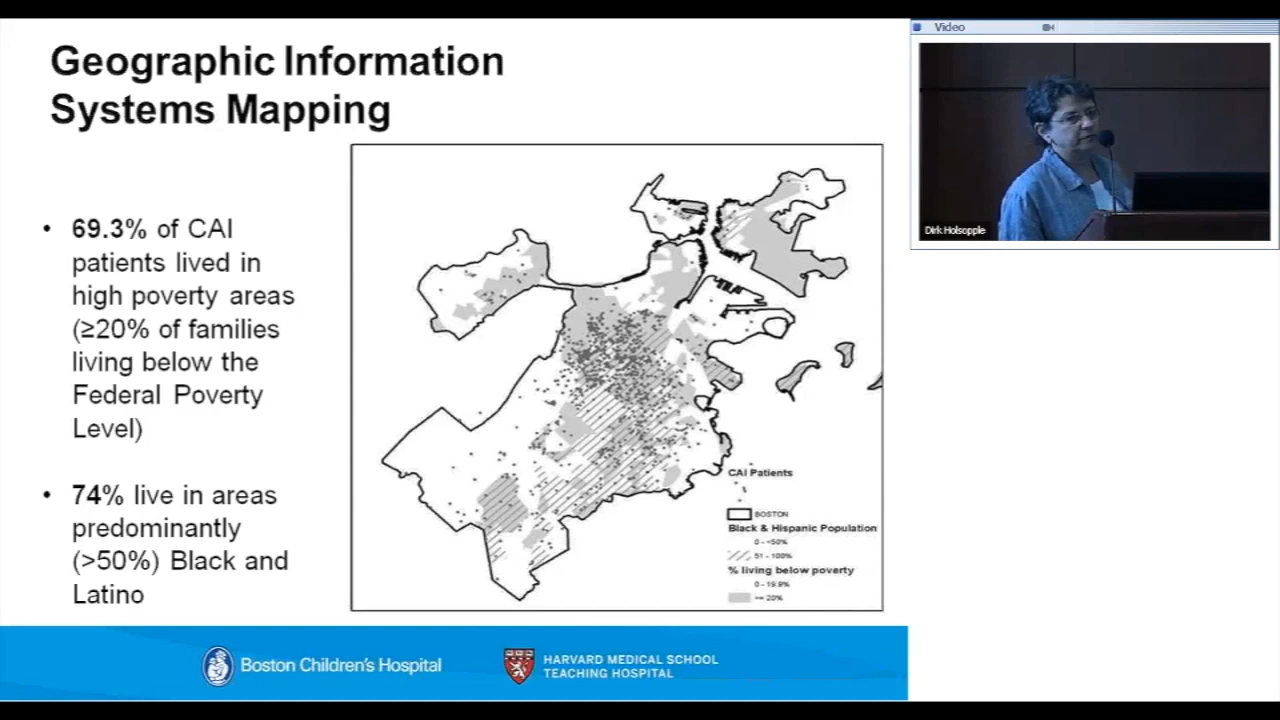 Geographic Information
Systems Mapping
• 69.3% of CAI
patients lived in
high poverty areas
(≥20% of families
living below the
Federal Poverty
Level)
• 74% live in areas
predominantly
(>50%) Black and
Latino
CAI Patients
BOSTON
Black & Hispanic Population
0 - <50%
51 - 100%
% living below poverty
0 - 19.9%
>= 20%
Boston Children's Hospital
HARVARD MEDICAL SCHOOL
TEACHING HOSPITAL
Video
Dirk Holsopple